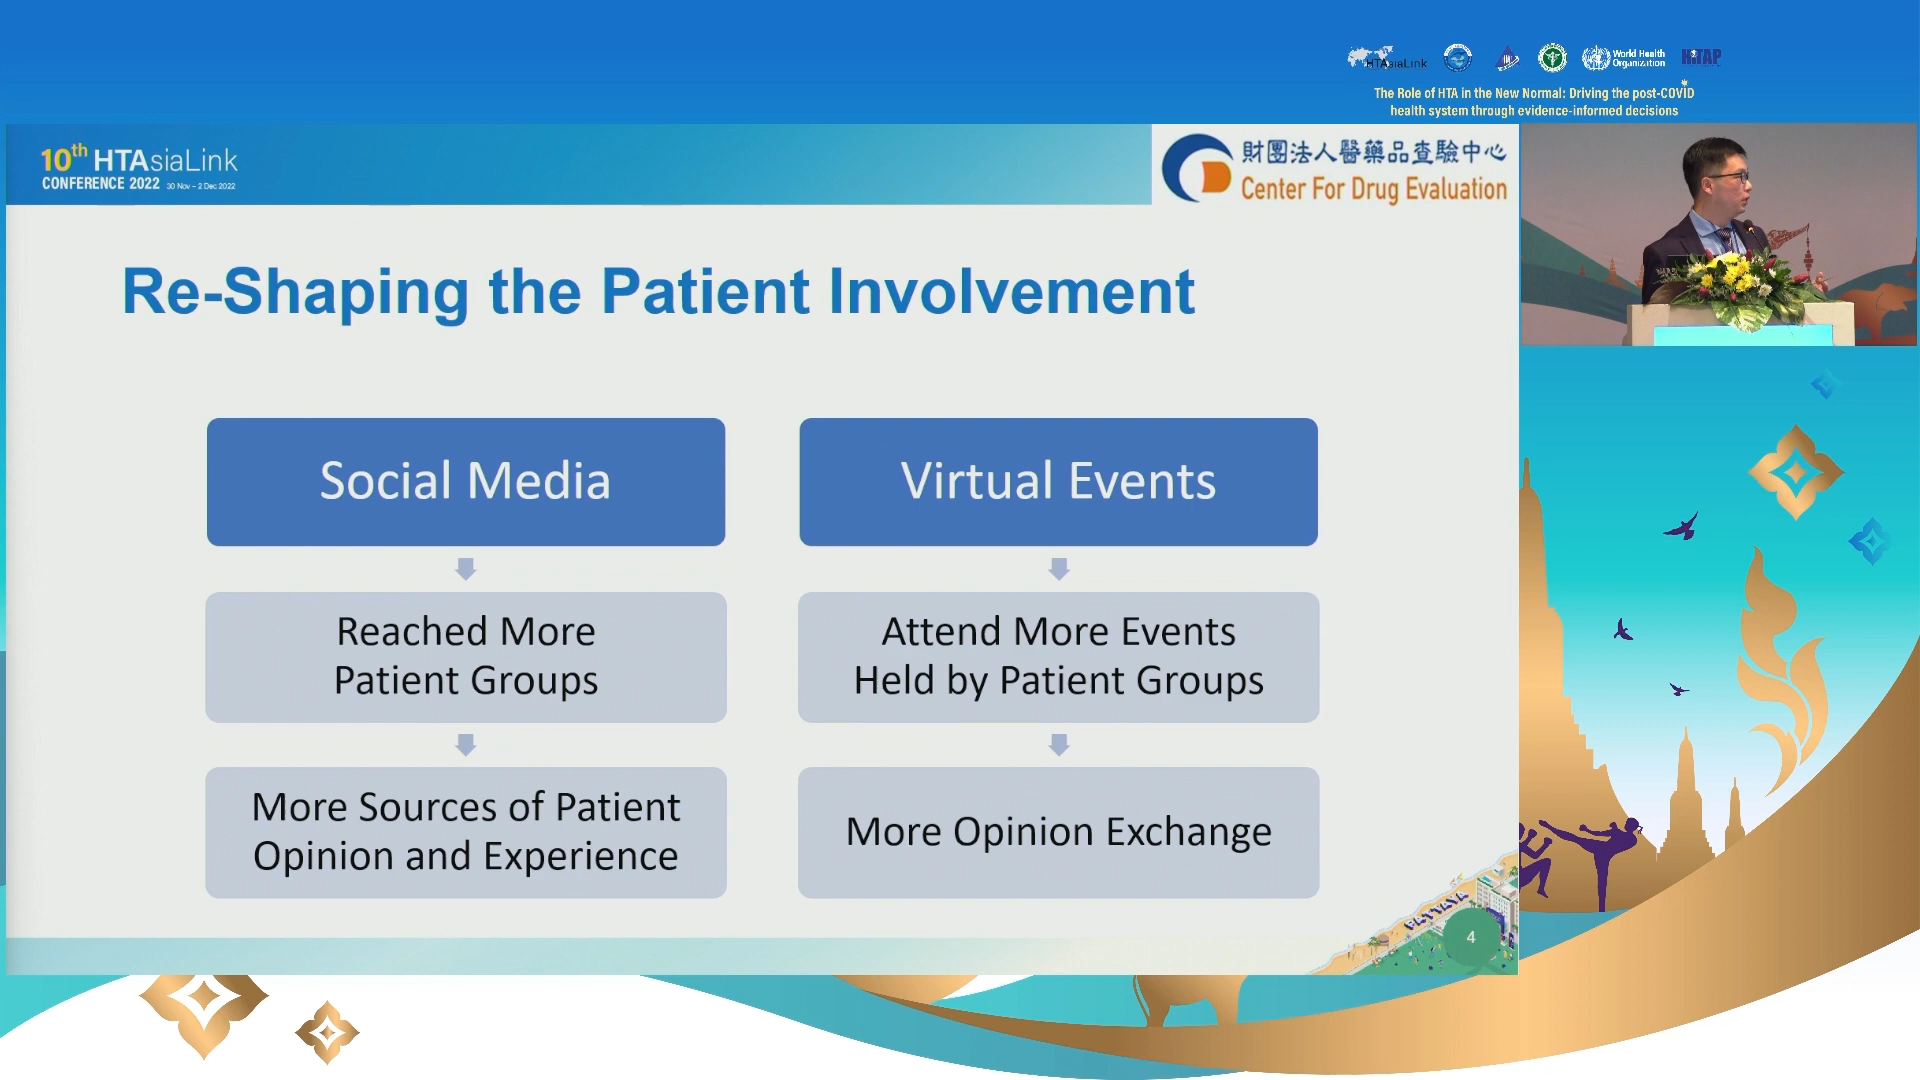 HTAsiaLink
World Health
Organization
HITAP
The Role of HTA in the New Normal: Driving the post-COVID
health system through evidence-informed decisions
10th HTAsiaLink
CONFERENCE 2022 30 Nov – 2 Dec 2022
財團法人醫藥品查驗中心
Center For Drug Evaluation
Re-Shaping the Patient Involvement
Social Media
Virtual Events
Reached More
Patient Groups
Attend More Events
Held by Patient Groups
More Sources of Patient
Opinion and Experience
More Opinion Exchange
PATTAYA
4